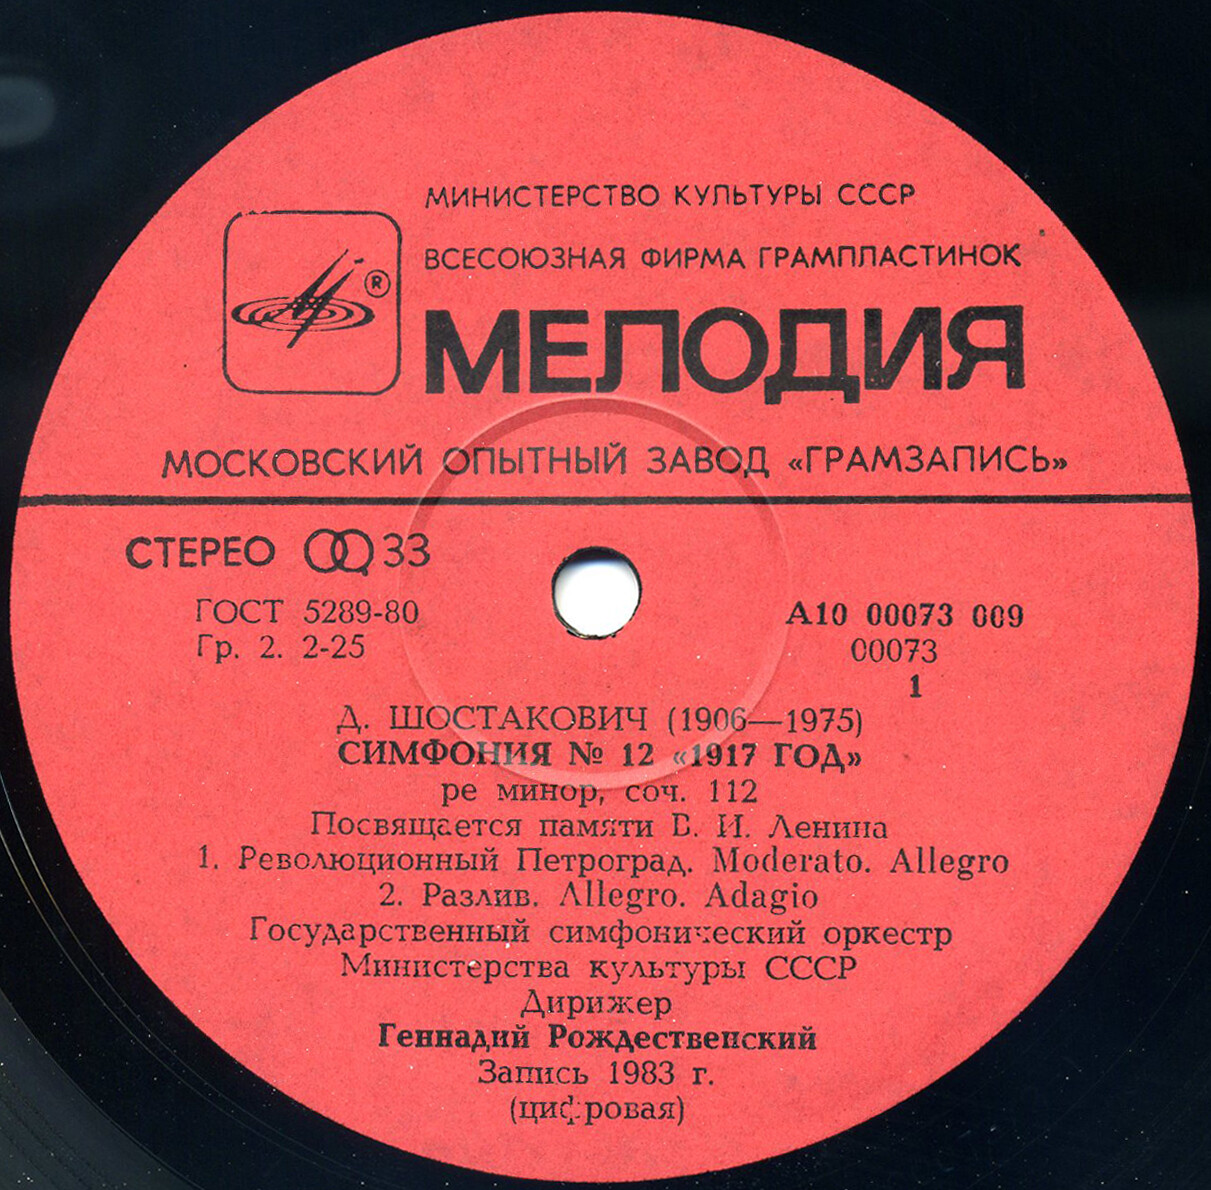 МИНИСТЕРСТВО КУЛЬТУРЫ СССР
ВСЕСОЮЗНАЯ ФИРМА ГРАМПЛАСТИНОК
®
МЕЛОДИЯ
МОСКОВСКИЙ ОПЫТНЫЙ ЗАВОД «ГРАМЗАПИСЬ»
СТЕРЕО 33
ГОСТ 5289-80
Гр. 2. 2-25
А10 00073 009
00073
1
Д. ШОСТАКОВИЧ (1906—1975)
СИМФОНИЯ № 12 «1917 ГОД»
ре минор, соч. 112
Посвящается памяти В. И. Ленина
1. Революционный Петроград. Moderato. Allegro
2. Разлив. Allegro. Adagio
Государственный симфонический оркестр
Министерства культуры СССР
Дирижер
Геннадий Рождественский
Запись 1983 г.
(цифровая)